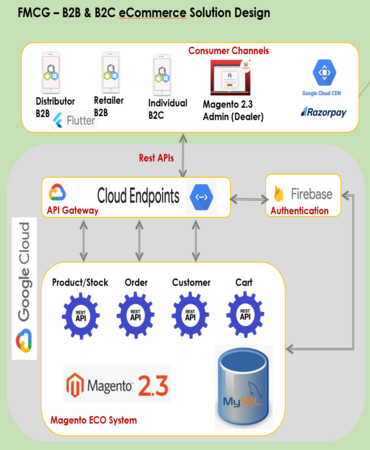 FMCG – B2B & B2C eCommerce Solution Design
Consumer Channels
Distributor
B2B
Retailer
B2B
Individual
B2C
Magento 2.3
Admin (Dealer)
Google Cloud CDN
Flutter
Razorpay
Rest APIs
Cloud Endpoints
API Gateway
Firebase
Authentication
Google Cloud
Product/Stock
Order
Customer
Cart
REST
API
REST
API
REST
API
REST
API
Magento 2.3
MySQL
Magento ECO System